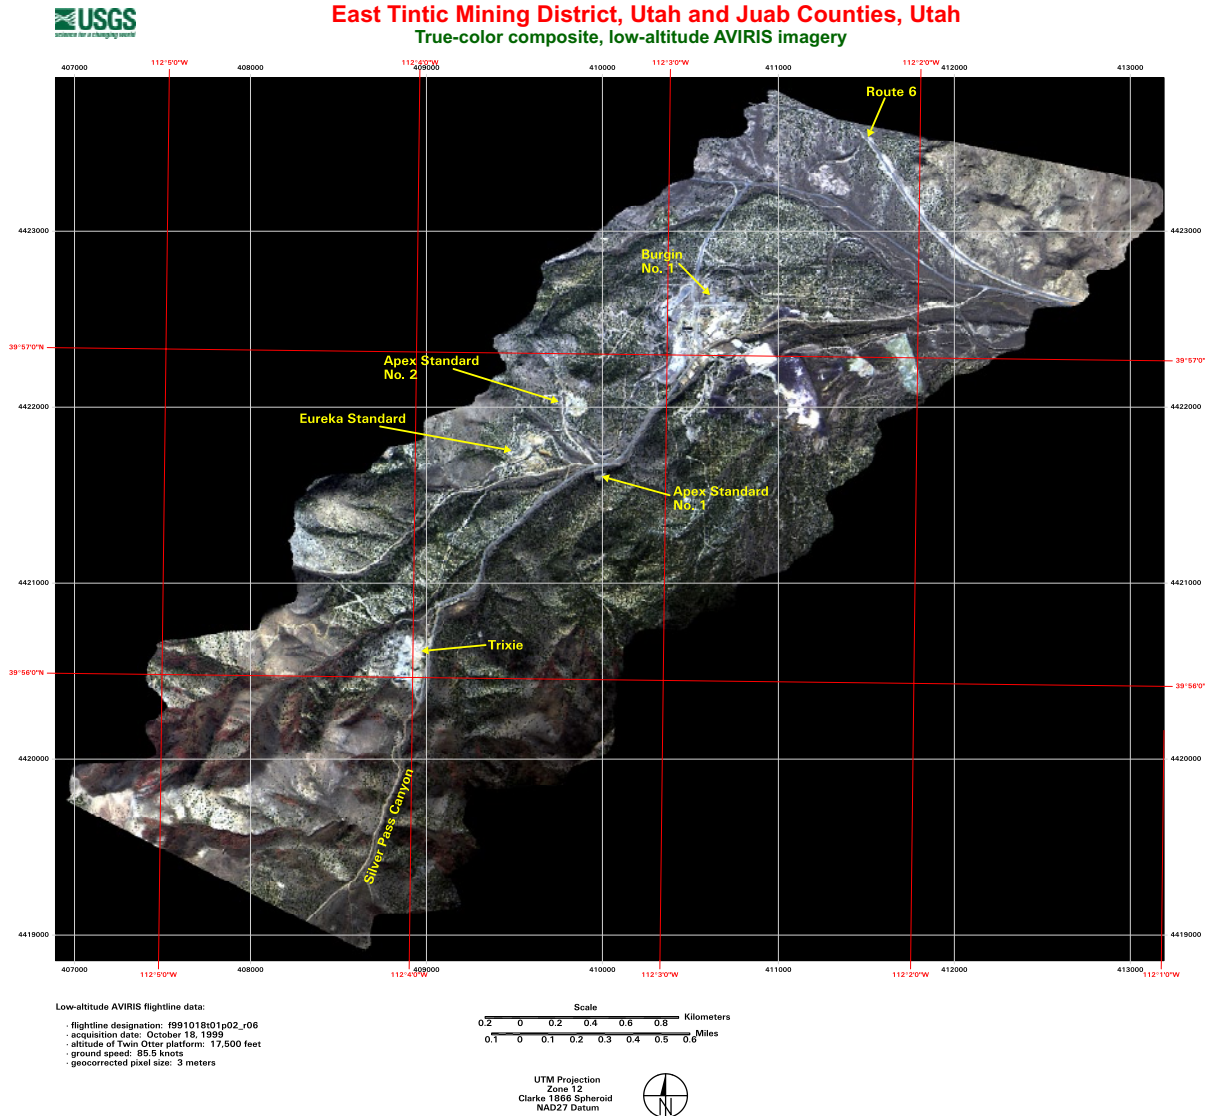 USGS
science for a changing world
East Tintic Mining District, Utah and Juab Counties, Utah
True-color composite, low-altitude AVIRIS imagery
112°5'0"W 112°4'0"W 112°3'0"W 112°2'0"W
407000 408000 409000 410000 411000 412000 413000
Route 6
4423000 4423000
Burgin
No. 1
39°57'0"N 39°57'0"
Apex Standard
No. 2
4422000 4422000
Eureka Standard
Apex Standard
No. 1
4421000 4421000
Trixie
39°56'0"N 39°56'0"
4420000 4420000
Silver Pass Canyon
4419000 4419000
407000 408000 409000 410000 411000 412000 413000
112°5'0"W 112°4'0"W 112°3'0"W 112°2'0"W 112°1'0"W
Low-altitude AVIRIS flightline data:
· flightline designation: f991018t01p02_r06
· acquisition date: October 18, 1999
· altitude of Twin Otter platform: 17,500 feet
· ground speed: 85.5 knots
· geocorrected pixel size: 3 meters
Scale
0.2 0 0.2 0.4 0.6 0.8 Kilometers
0.1 0 0.1 0.2 0.3 0.4 0.5 0.6 Miles
UTM Projection
Zone 12
Clarke 1866 Spheroid
NAD27 Datum
N